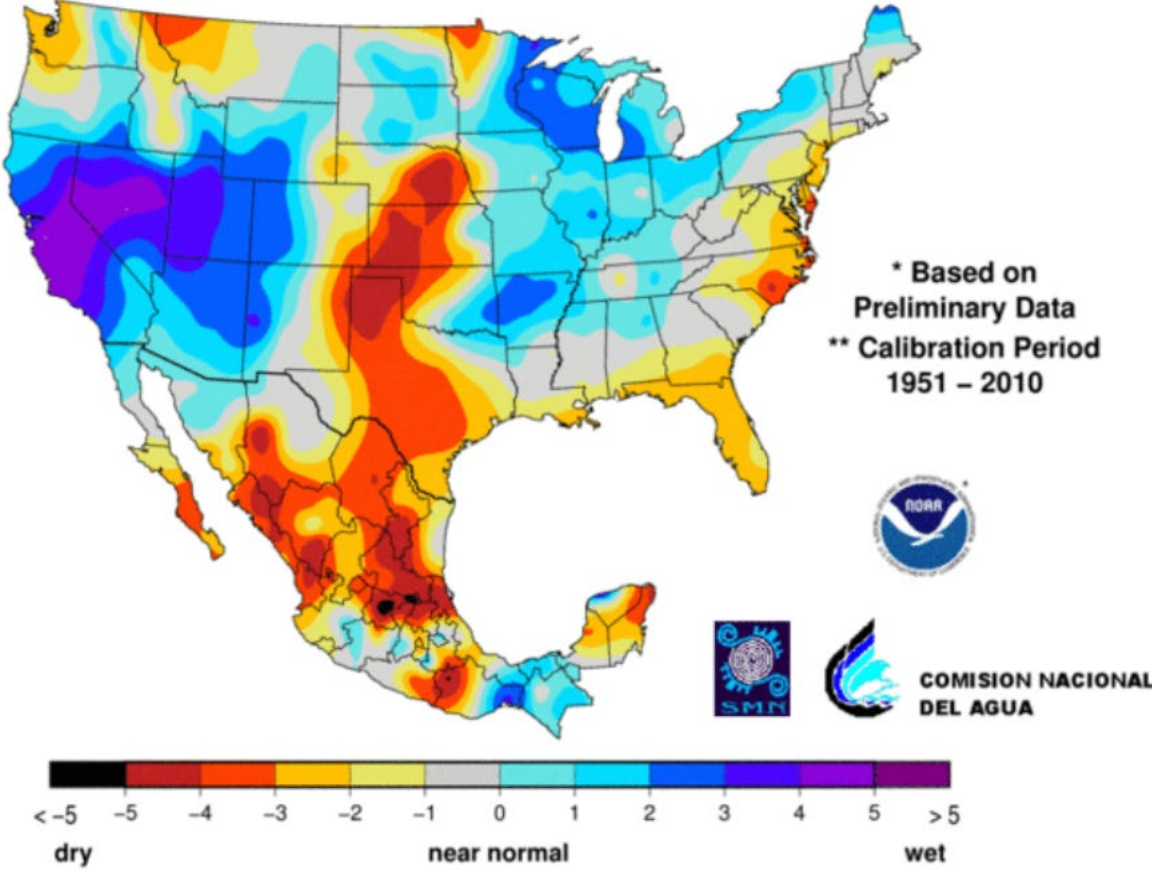 * Based on
Preliminary Data
** Calibration Period
1951 – 2010
NOAA
SMN
COMISION NACIONAL
DEL AGUA
< –5 –5 –4 –3 –2 –1 0 1 2 3 4 5 > 5
dry near normal wet